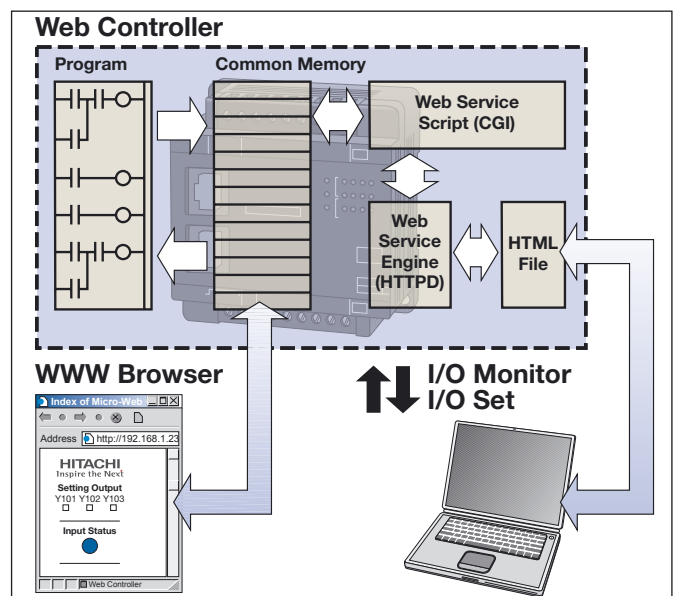 Web Controller
Program
Common Memory
Web Service
Script (CGI)
Web
Service
Engine
(HTTPD)
HTML
File
WWW Browser
I/O Monitor
I/O Set
Index of Micro-Web
Address http://192.168.1.23
HITACHI
Inspire the Next
Setting Output
Y101 Y102 Y103
Input Status
Web Controller